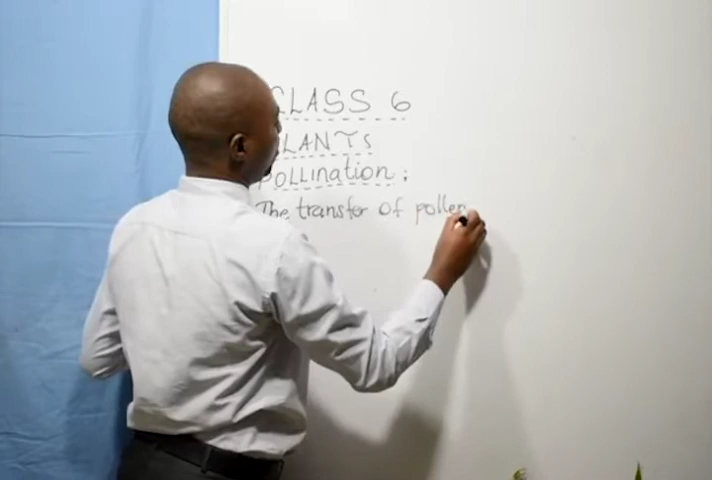 CLASS 6
PLANTS
Pollination :
The transfer of pollen